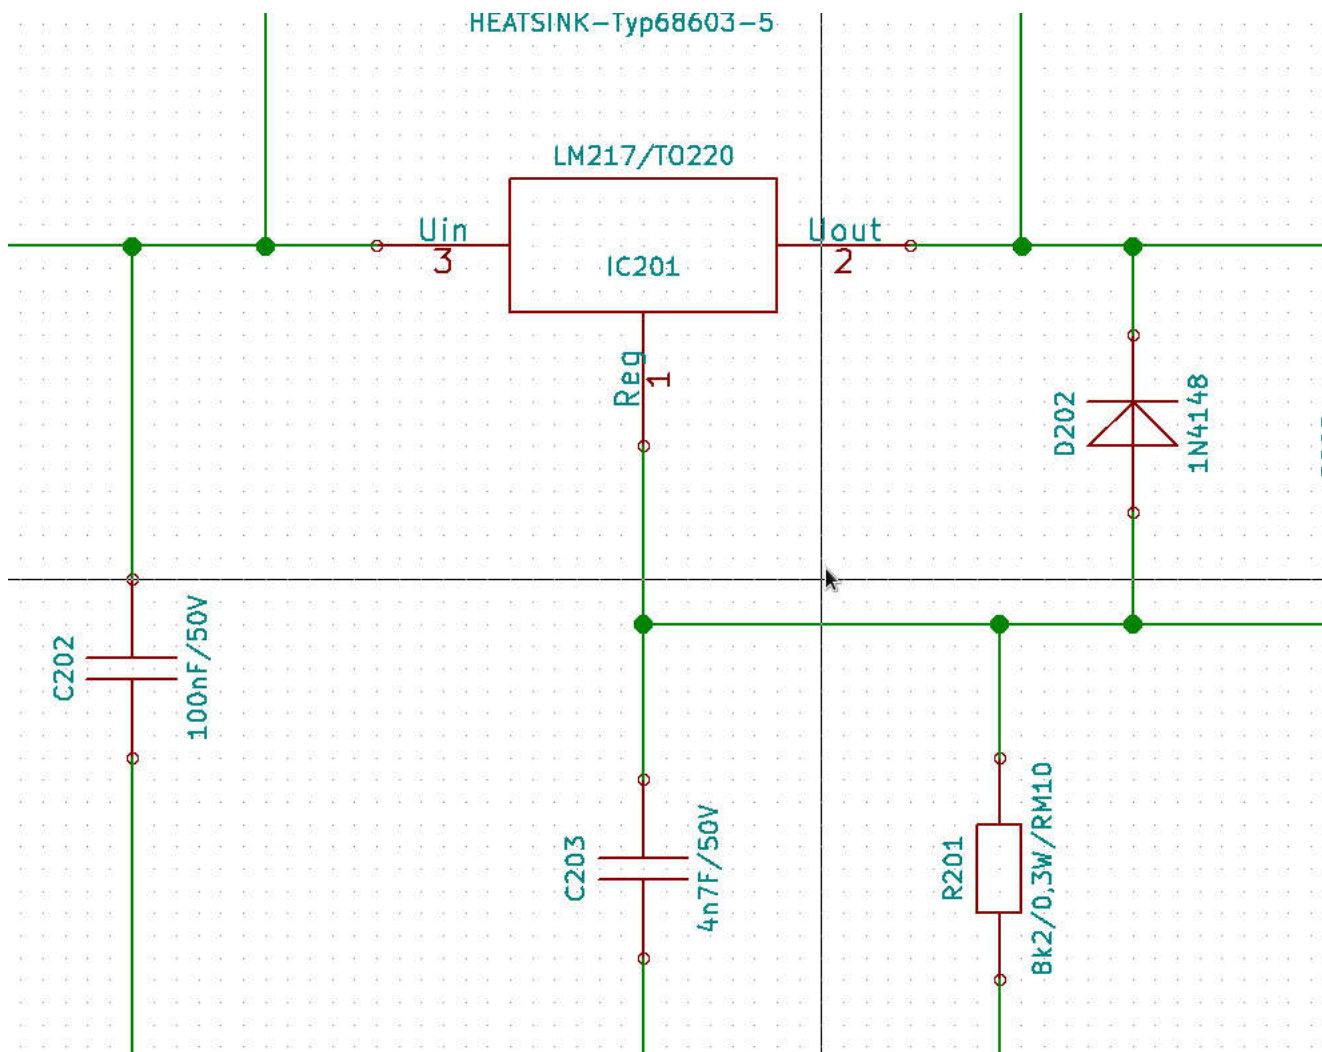 HEATSINK-Typ68603-5
LM217/TO220
Uin
3
IC201
Uout
2
Reg
1
D202
1N4148
C202
100nF/50V
C203
4n7F/50V
R201
8k2/0,3W/RM10